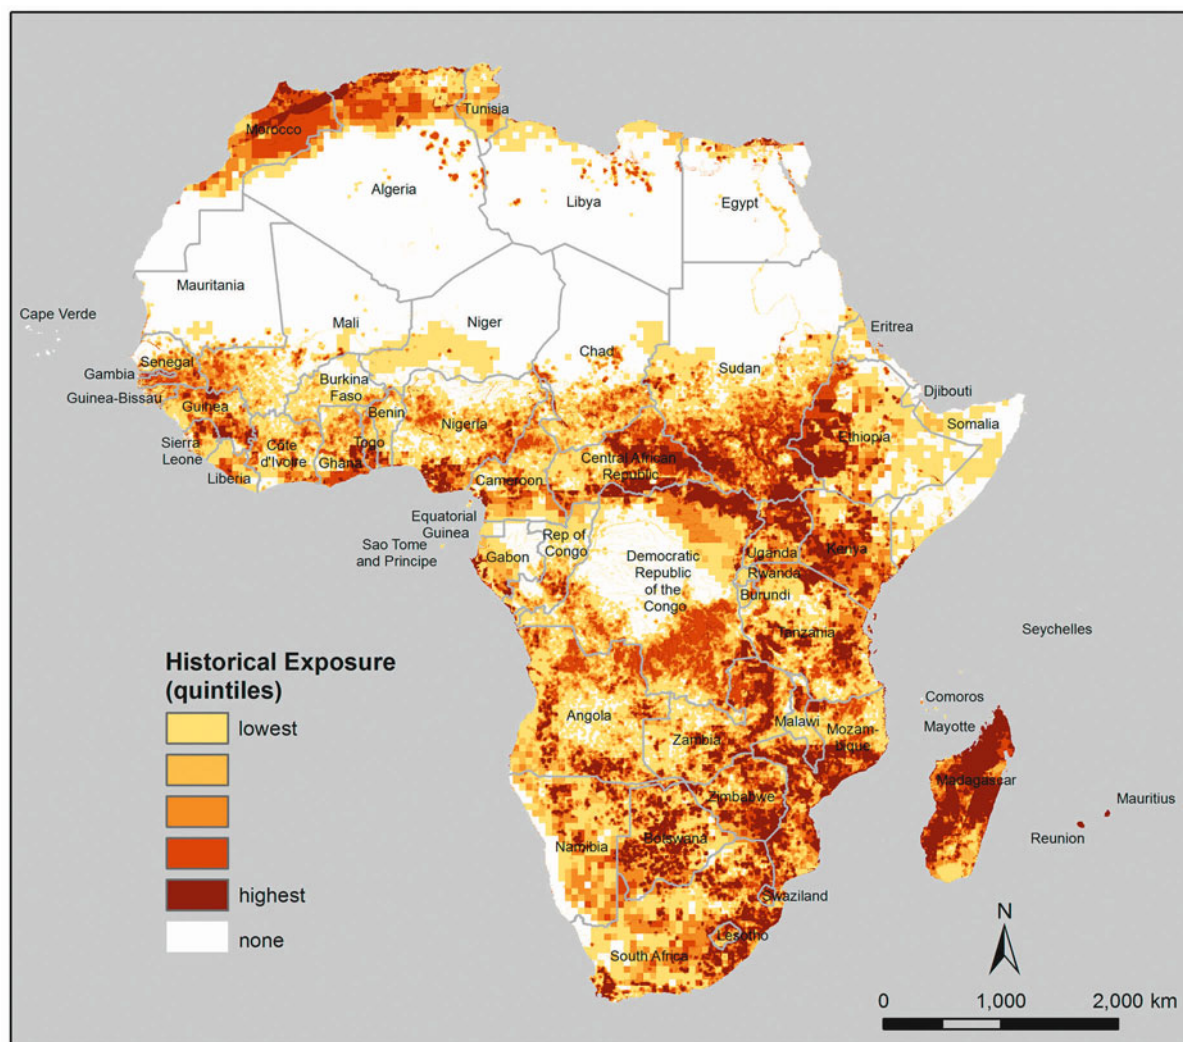 Tunisia
Morocco
Algeria
Libya
Egypt
Mauritania
Cape Verde
Mali
Niger
Chad
Sudan
Eritrea
Senegal
Gambia
Guinea-Bissau
Guinea
Burkina
Faso
Benin
Nigeria
Djibouti
Somalia
Ethiopia
Sierra
Leone
Liberia
Côte
d'Ivoire
Ghana
Togo
Cameroon
Central African
Republic
Equatorial
Guinea
Sao Tome
and Principe
Gabon
Rep of
Congo
Democratic
Republic
of the
Congo
Uganda
Kenya
Rwanda
Burundi
Tanzania
Seychelles
Comoros
Mayotte
Angola
Zambia
Malawi
Mozam-
bique
Madagascar
Mauritius
Reunion
Zimbabwe
Botswana
Namibia
Swaziland
Lesotho
South Africa
Historical Exposure
(quintiles)
lowest
highest
none
N
0 1,000 2,000 km